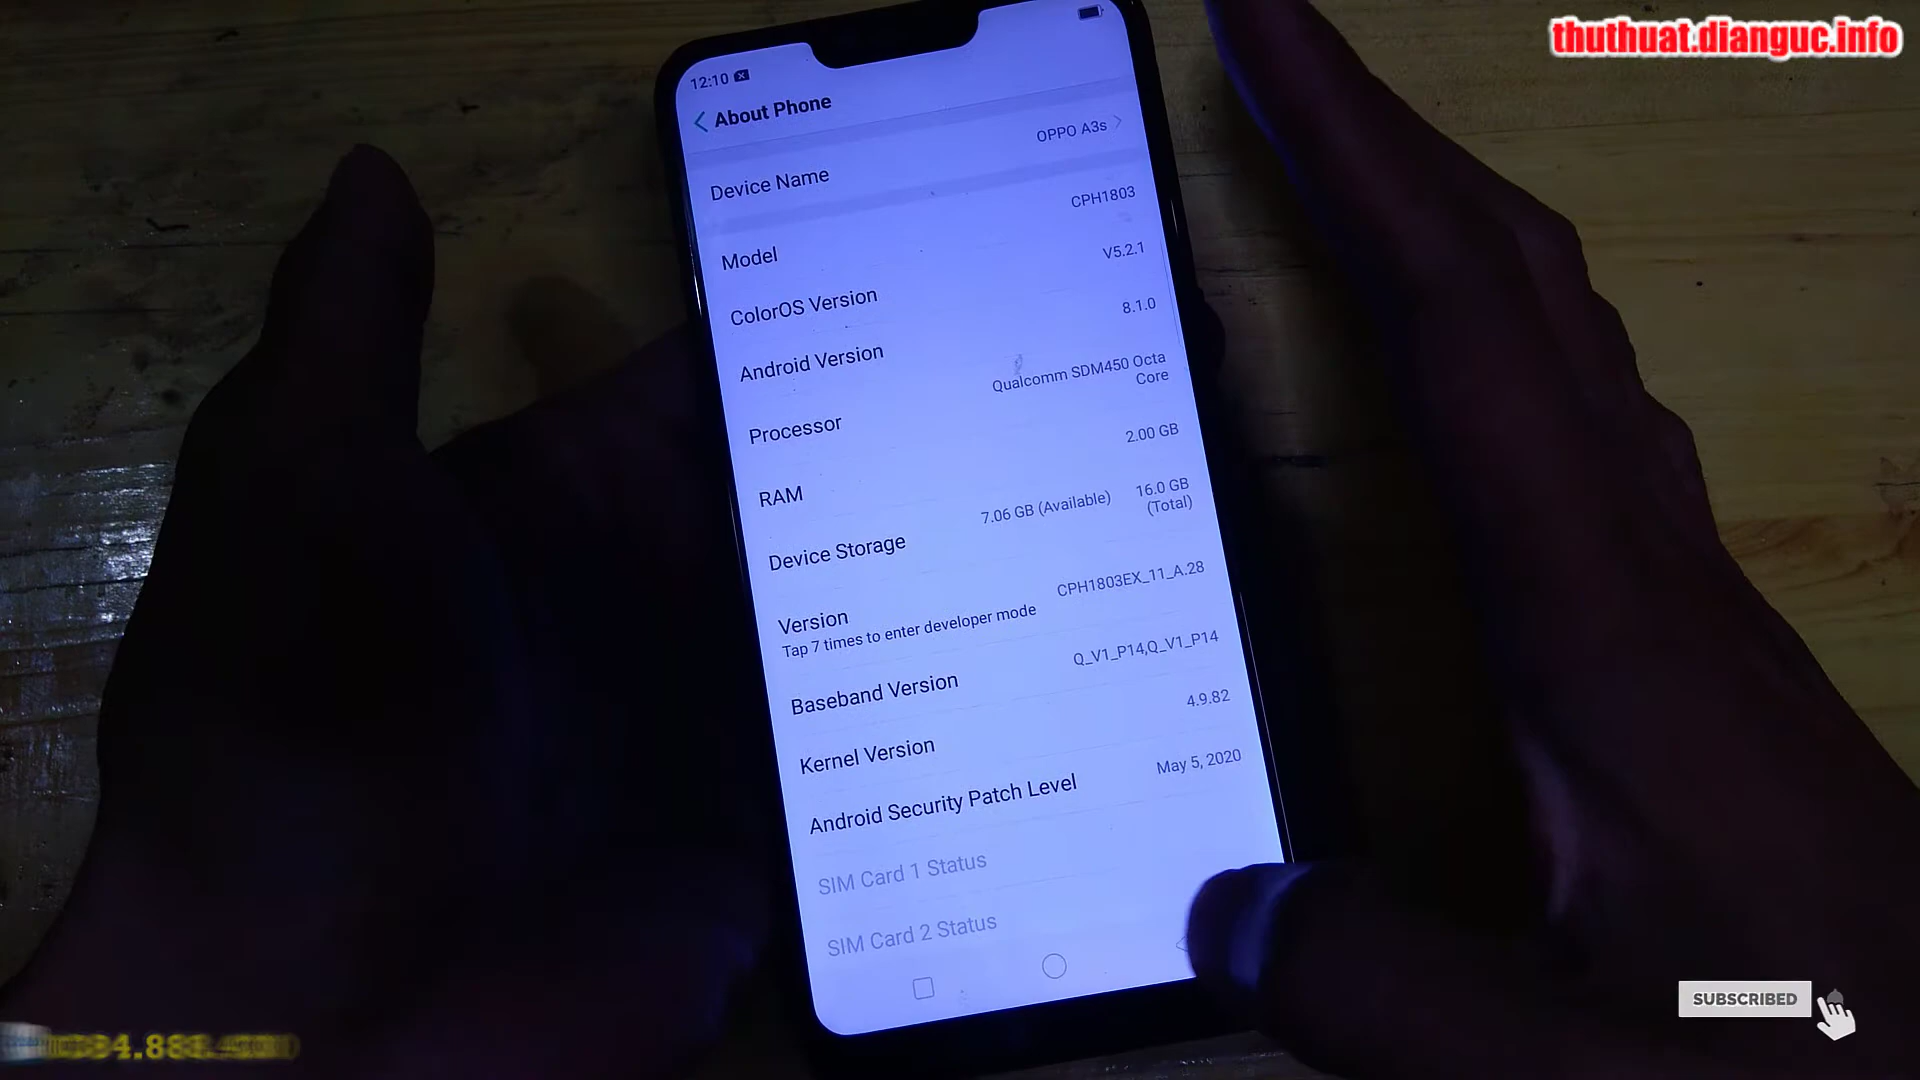 thuthuat.dianguc.info
12:10
About Phone
Device Name OPPO A3s
Model CPH1803
ColorOS Version V5.2.1
Android Version 8.1.0
Processor Qualcomm SDM450 Octa
Core
RAM 2.00 GB
Device Storage 7.06 GB (Available) 16.0 GB
(Total)
Version CPH1803EX_11_A.28
Tap 7 times to enter developer mode
Baseband Version Q_V1_P14,Q_V1_P14
Kernel Version 4.9.82
Android Security Patch Level May 5, 2020
SIM Card 1 Status
SIM Card 2 Status
SUBSCRIBED